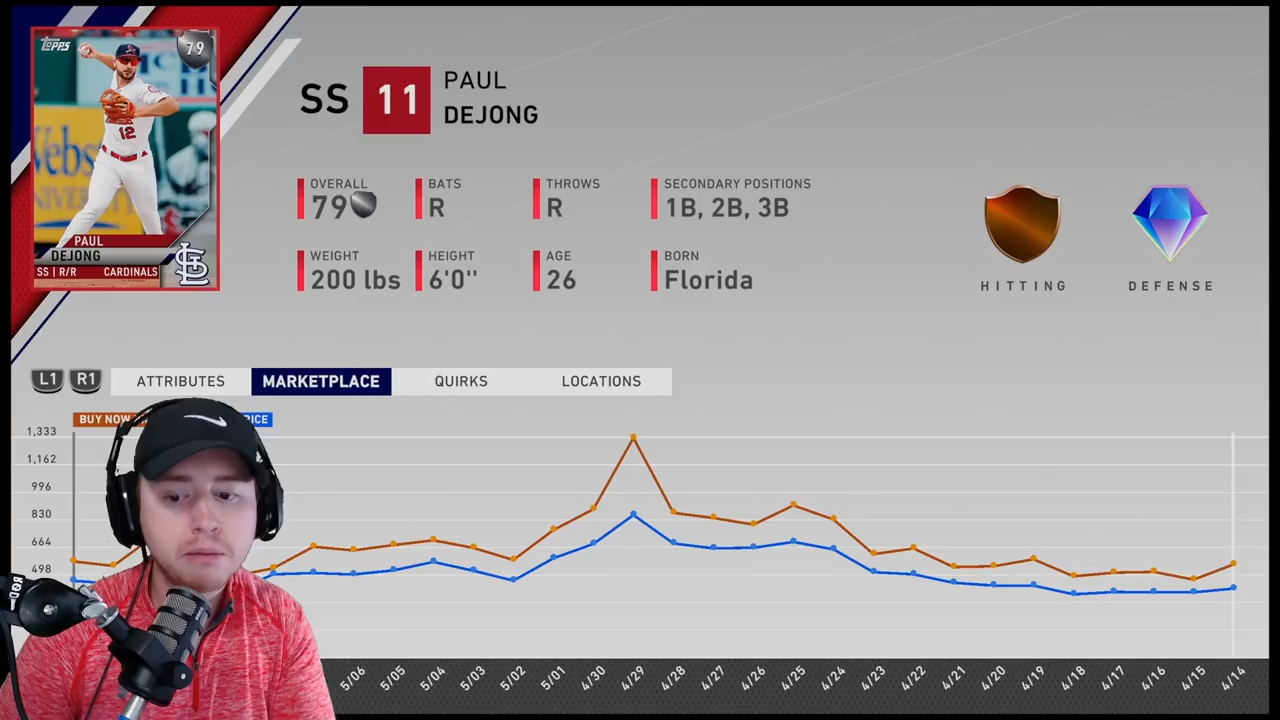 Topps
79
12
PAUL
DEJONG
SS | R/R CARDINALS
SS 11 PAUL
DEJONG
OVERALL BATS THROWS SECONDARY POSITIONS
79 R R 1B, 2B, 3B
WEIGHT HEIGHT AGE BORN
200 lbs 6'0" 26 Florida
HITTING DEFENSE
L1 R1 ATTRIBUTES MARKETPLACE QUIRKS LOCATIONS
BUY NOW
1,333
1,162
996
830
664
498
5/06 5/05 5/04 5/03 5/02 5/01 4/30 4/29 4/28 4/27 4/26 4/25 4/24 4/23 4/22 4/21 4/20 4/19 4/18 4/17 4/16 4/15 4/14
RØDE